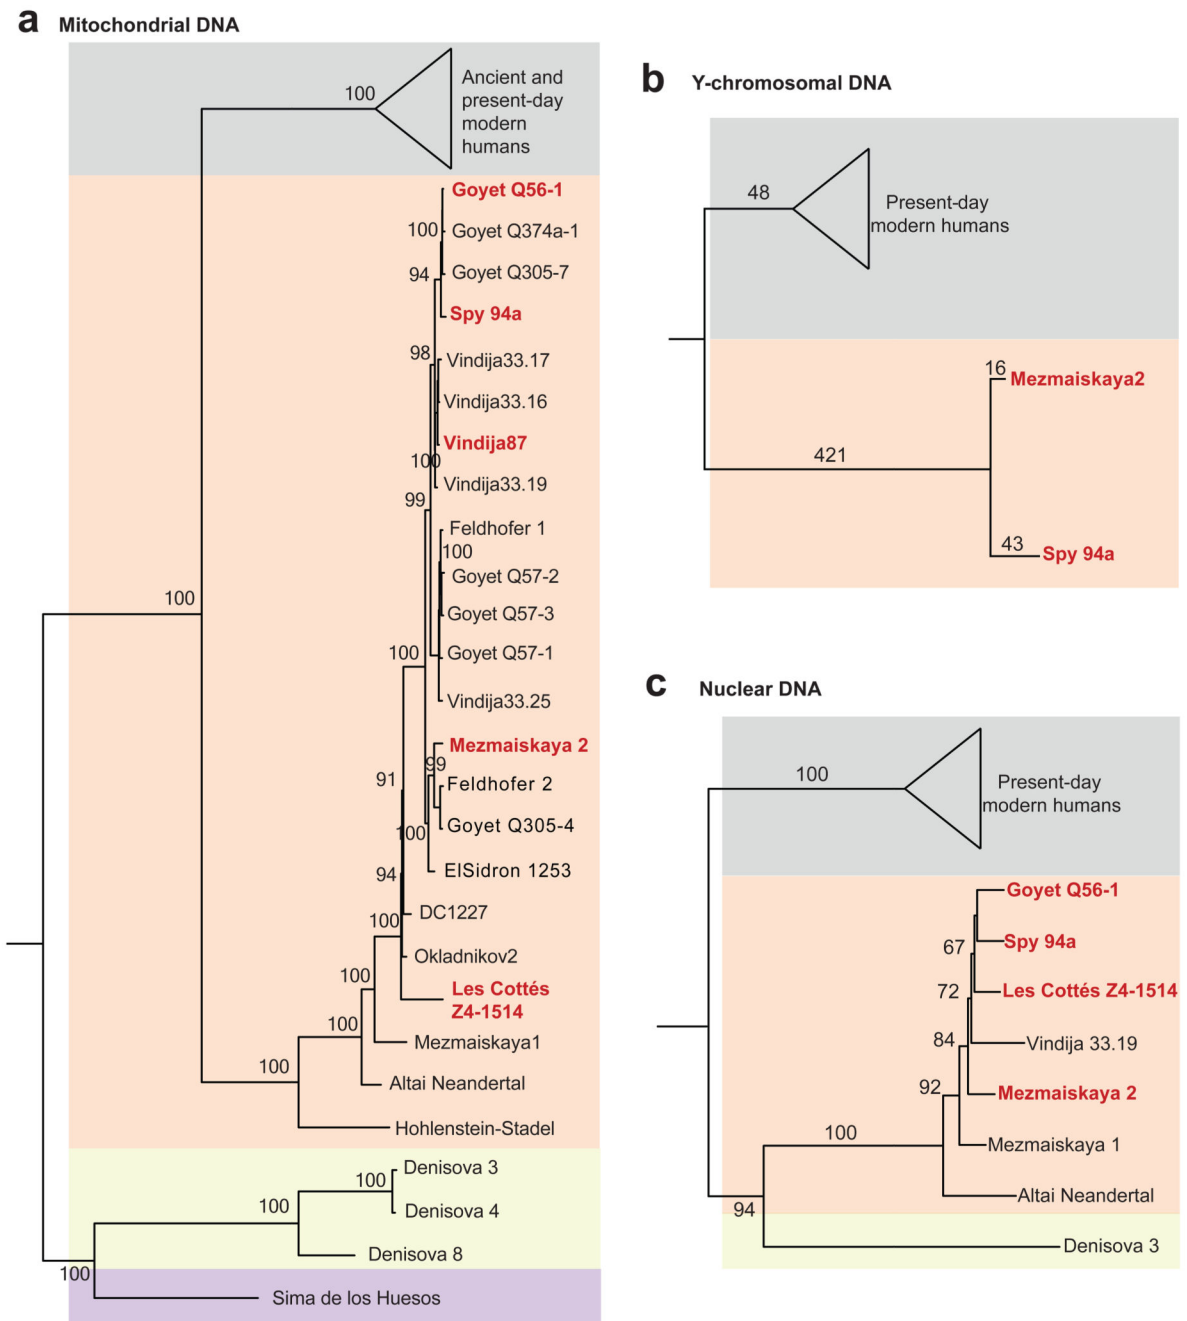 a Mitochondrial DNA
100
Ancient and
present-day
modern
humans
Goyet Q56-1
100
Goyet Q374a-1
94
Goyet Q305-7
Spy 94a
98
Vindija33.17
Vindija33.16
Vindija87
100
Vindija33.19
99
Feldhofer 1
100
Goyet Q57-2
Goyet Q57-3
100
Goyet Q57-1
Vindija33.25
Mezmaiskaya 2
99
91
Feldhofer 2
Goyet Q305-4
100
ElSidron 1253
94
DC1227
100
Okladnikov2
100
Les Cottés
Z4-1514
100
Mezmaiskaya1
100
Altai Neandertal
Hohlenstein-Stadel
100
Denisova 3
100
Denisova 4
100
Denisova 8
100
Sima de los Huesos
b Y-chromosomal DNA
48
Present-day
modern humans
16
Mezmaiskaya2
421
43
Spy 94a
c Nuclear DNA
100
Present-day
modern humans
Goyet Q56-1
67
Spy 94a
72
Les Cottés Z4-1514
84
Vindija 33.19
92
Mezmaiskaya 2
100
Mezmaiskaya 1
Altai Neandertal
94
Denisova 3